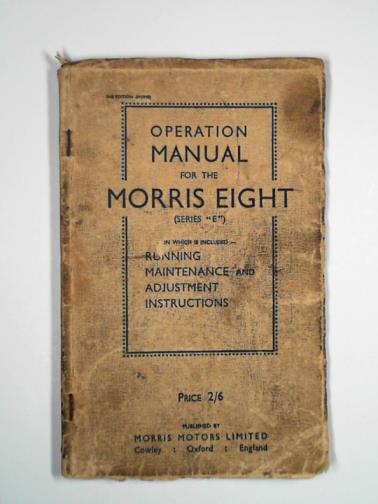 OPERATION
MANUAL
FOR THE
MORRIS EIGHT
(SERIES "E")
IN WHICH IS INCLUDED :—
RUNNING
MAINTENANCE AND
ADJUSTMENT
INSTRUCTIONS
PRICE 2/6
PUBLISHED BY
MORRIS MOTORS LIMITED
Cowley : Oxford : England